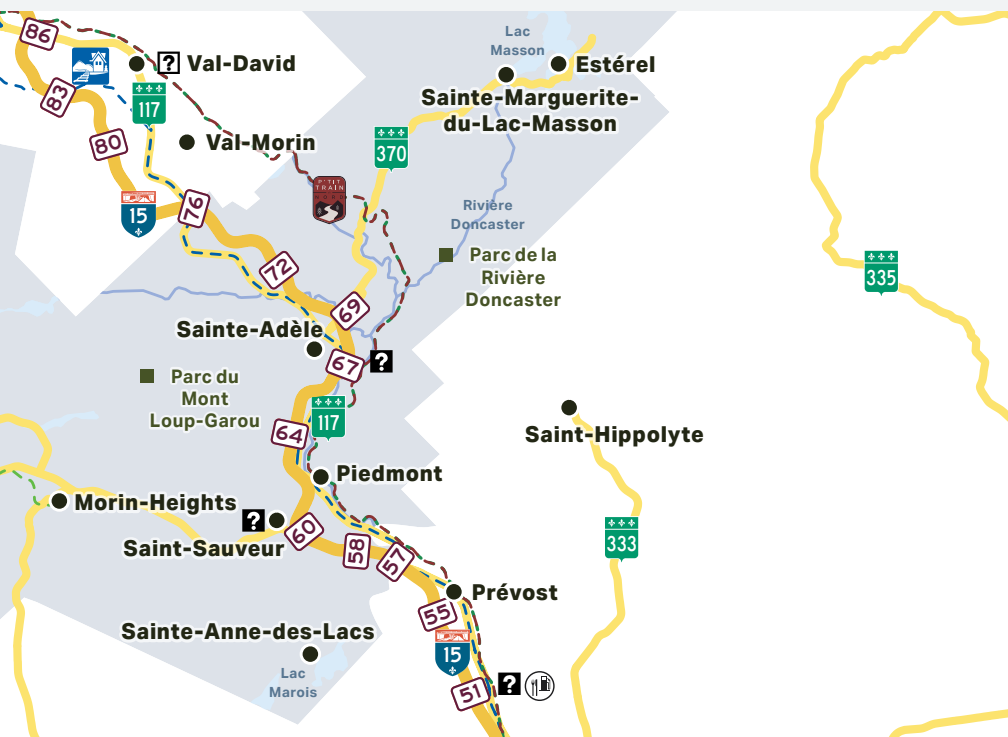 86
Lac
Masson
? Val-David
Estérel
83
117
Sainte-Marguerite-
du-Lac-Masson
80
Val-Morin
370
P'TIT
TRAIN
15
76
Rivière
Doncaster
72
Parc de la
Rivière
Doncaster
335
69
Sainte-Adèle
67
?
Parc du
Mont
Loup-Garou
117
64
Saint-Hippolyte
Piedmont
Morin-Heights
?
60
Saint-Sauveur
58
57
333
Prévost
55
Sainte-Anne-des-Lacs
15
Lac
Marois
51
?